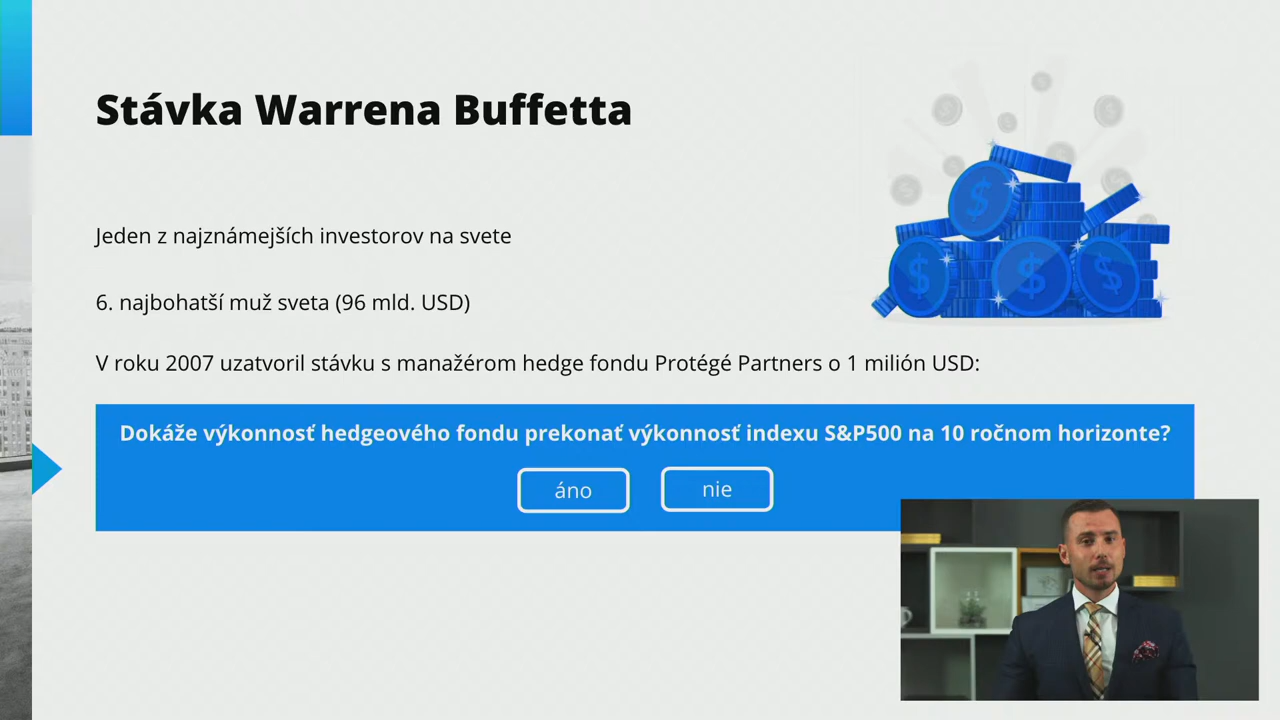 Stávka Warrena Buffetta
Jeden z najznámejších investorov na svete
6. najbohatší muž sveta (96 mld. USD)
V roku 2007 uzatvoril stávku s manažérom hedge fondu Protégé Partners o 1 milión USD:
Dokáže výkonnosť hedgeového fondu prekonať výkonnosť indexu S&P500 na 10 ročnom horizonte?
áno
nie